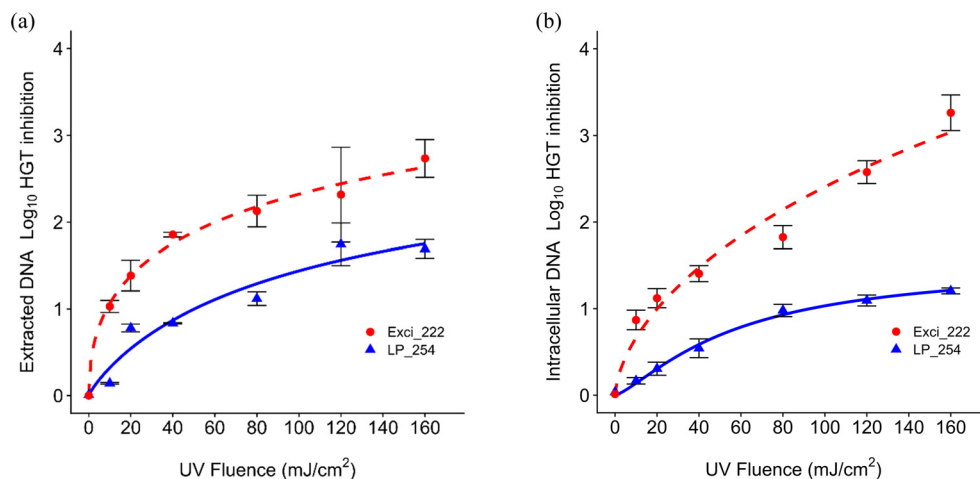 (a)
Extracted DNA Log₁₀ HGT inhibition
4
3
2
1
0
Exci_222
LP_254
0 20 40 60 80 100 120 140 160
UV Fluence (mJ/cm²)
(b)
Intracellular DNA Log₁₀ HGT inhibition
4
3
2
1
0
Exci_222
LP_254
0 20 40 60 80 100 120 140 160
UV Fluence (mJ/cm²)